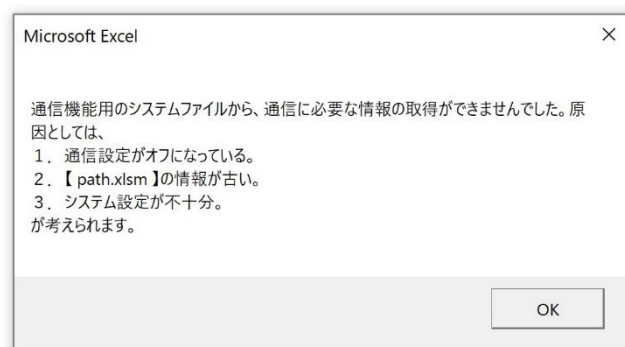 Microsoft Excel
通信機能用のシステムファイルから、通信に必要な情報の取得ができませんでした。原
因としては、
１．通信設定がオフになっている。
２．【 path.xlsm 】の情報が古い。
３．システム設定が不十分。
が考えられます。
OK